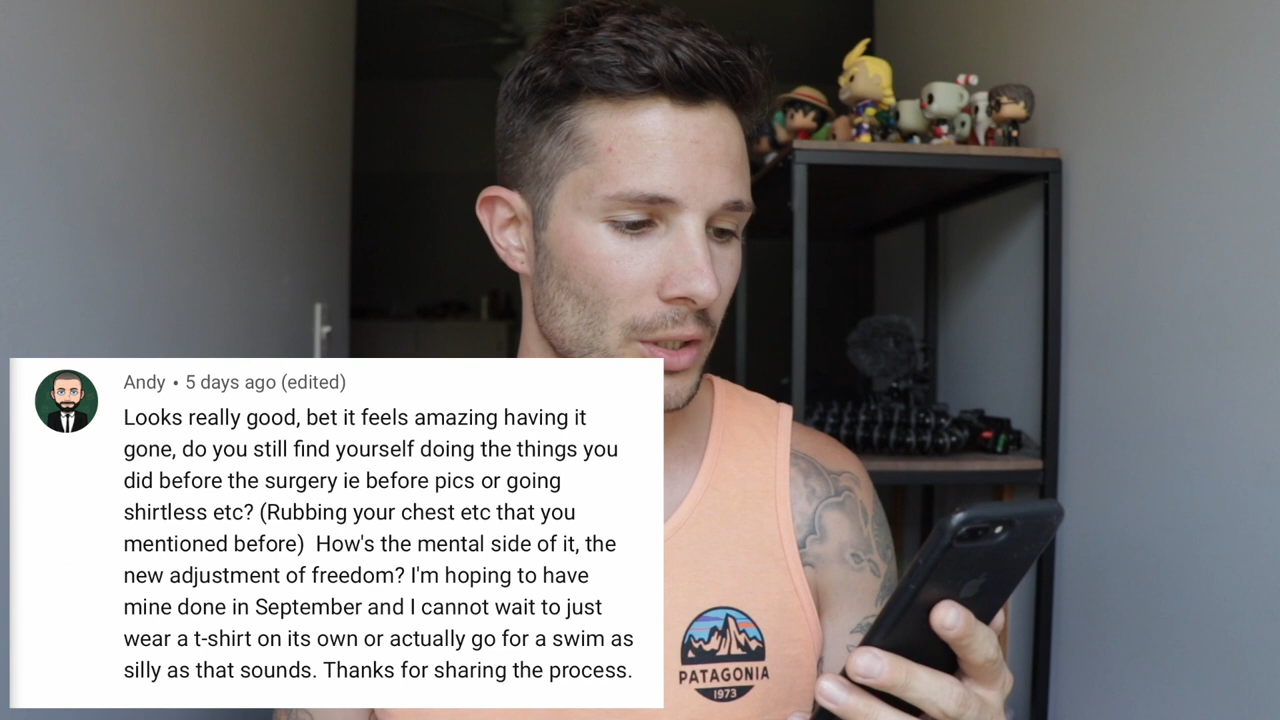 Andy • 5 days ago (edited)
Looks really good, bet it feels amazing having it
gone, do you still find yourself doing the things you
did before the surgery ie before pics or going
shirtless etc? (Rubbing your chest etc that you
mentioned before)  How's the mental side of it, the
new adjustment of freedom? I'm hoping to have
mine done in September and I cannot wait to just
wear a t-shirt on its own or actually go for a swim as
silly as that sounds. Thanks for sharing the process.
PATAGONIA
1973